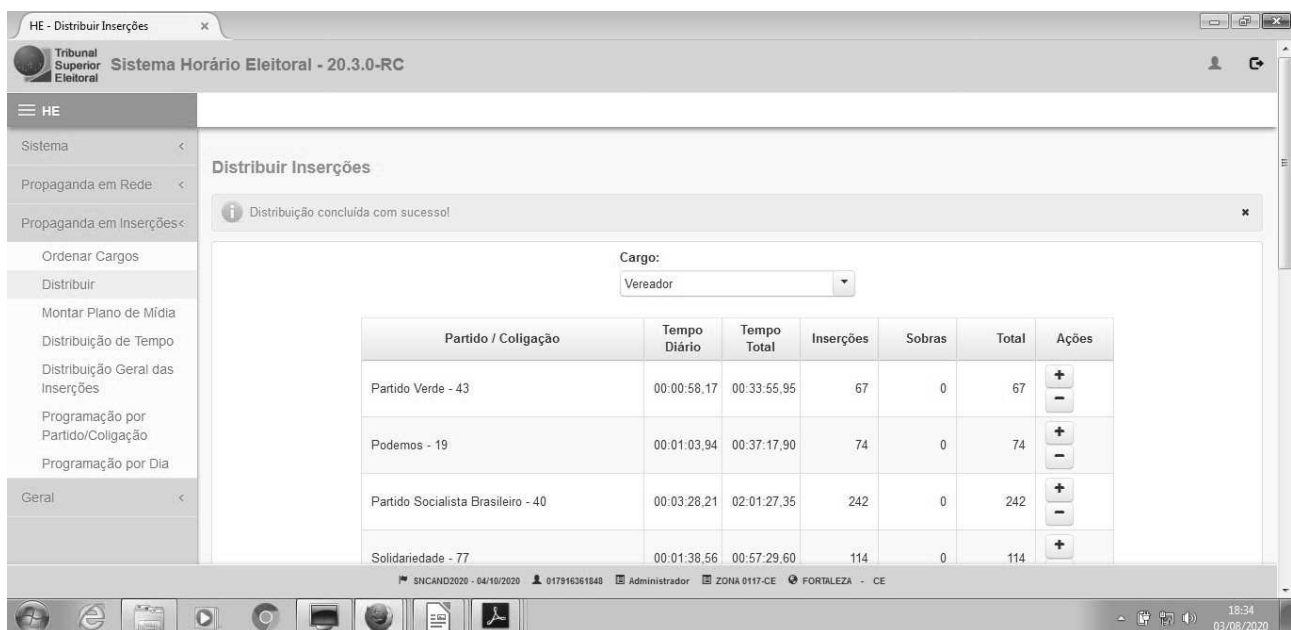 HE - Distribuir Inserções
Tribunal
Superior
Eleitoral
Sistema Horário Eleitoral - 20.3.0-RC
HE
Sistema
Propaganda em Rede
Propaganda em Inserções
Ordenar Cargos
Distribuir
Montar Plano de Mídia
Distribuição de Tempo
Distribuição Geral das
Inserções
Programação por
Partido/Coligação
Programação por Dia
Geral
Distribuir Inserções
Distribuição concluída com sucesso!
Cargo:
Vereador
Partido / Coligação Tempo Diário Tempo Total Inserções Sobras Total Ações
Partido Verde - 43 00:00:58,17 00:33:55,95 67 0 67 + -
Podemos - 19 00:01:03,94 00:37:17,90 74 0 74 + -
Partido Socialista Brasileiro - 40 00:03:28,21 02:01:27,35 242 0 242 + -
Solidariedade - 77 00:01:38,56 00:57:29,60 114 0 114 +
SNCAND2020 - 04/10/2020 017916361848 Administrador ZONA 0117-CE FORTALEZA - CE
18:34
03/08/2020